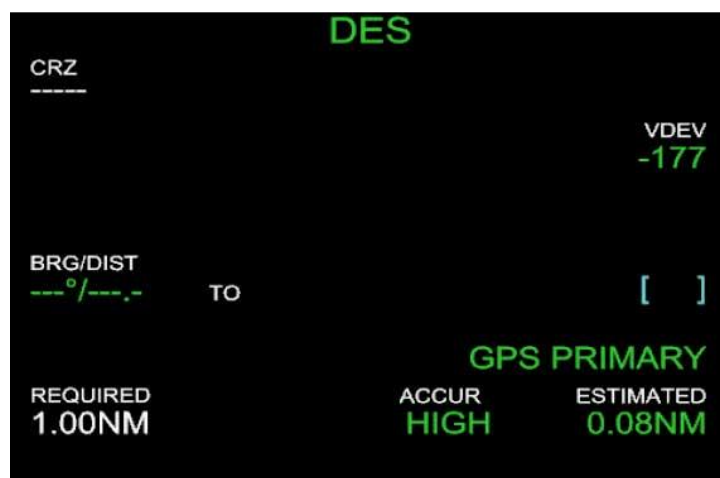 DES
CRZ
-----
VDEV
-177
BRG/DIST
---°/---.- TO [ ]
GPS PRIMARY
REQUIRED ACCUR ESTIMATED
1.00NM HIGH 0.08NM